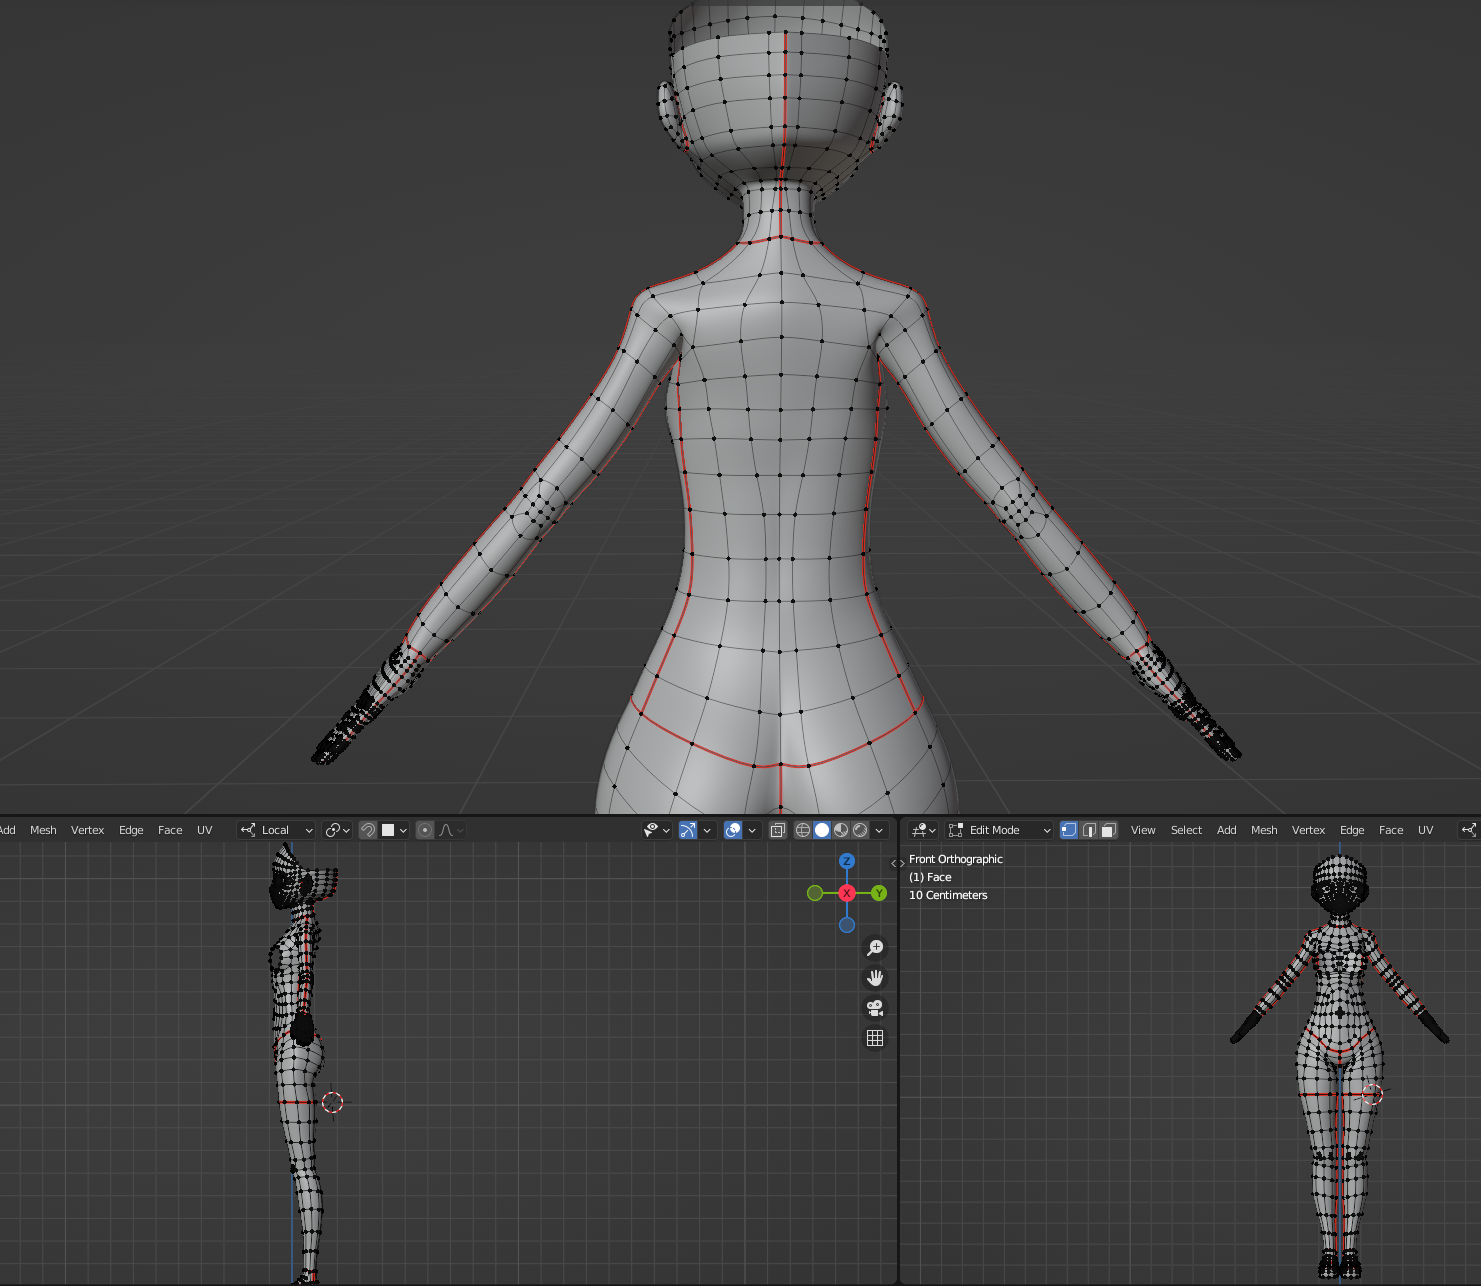 Add Mesh Vertex Edge Face UV Local
Edit Mode View Select Add Mesh Vertex Edge Face UV
Z
X
Y
Front Orthographic
(1) Face
10 Centimeters